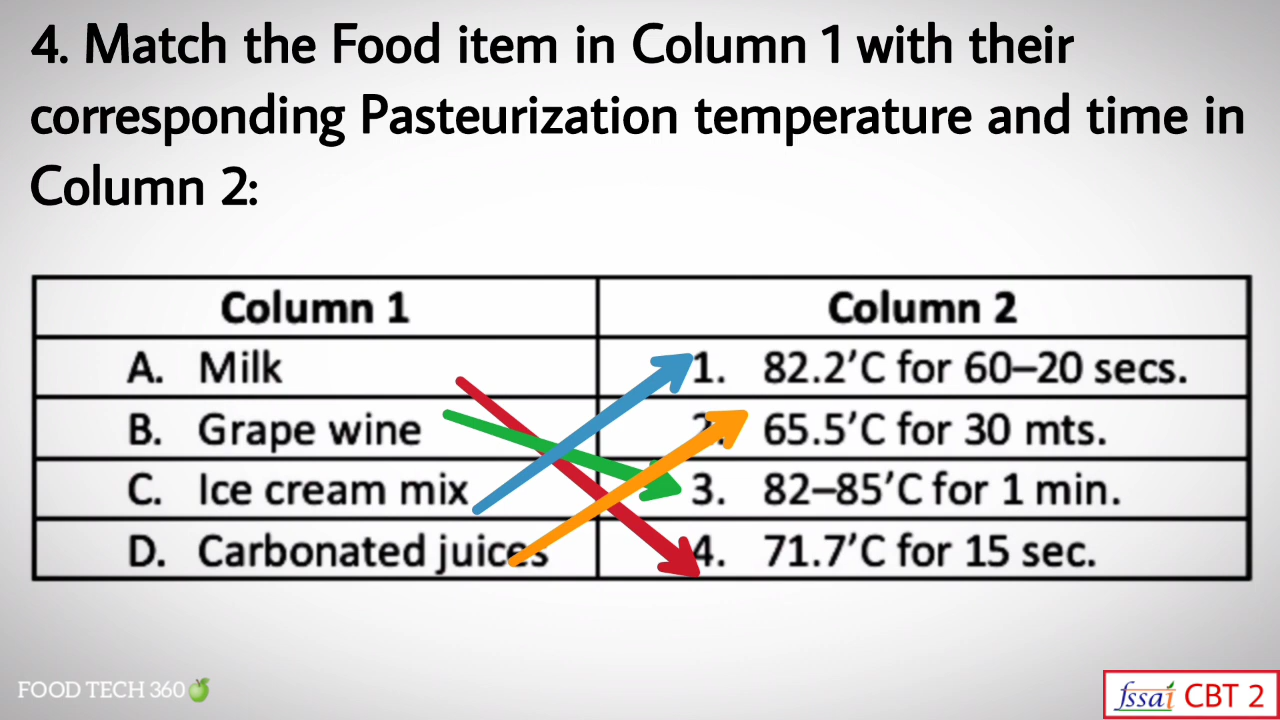 4. Match the Food item in Column 1 with their
corresponding Pasteurization temperature and time in
Column 2:
Column 1 Column 2
A. Milk 1. 82.2’C for 60–20 secs.
B. Grape wine 2. 65.5’C for 30 mts.
C. Ice cream mix 3. 82–85’C for 1 min.
D. Carbonated juices 4. 71.7’C for 15 sec.
FOOD TECH 360 fssai CBT 2